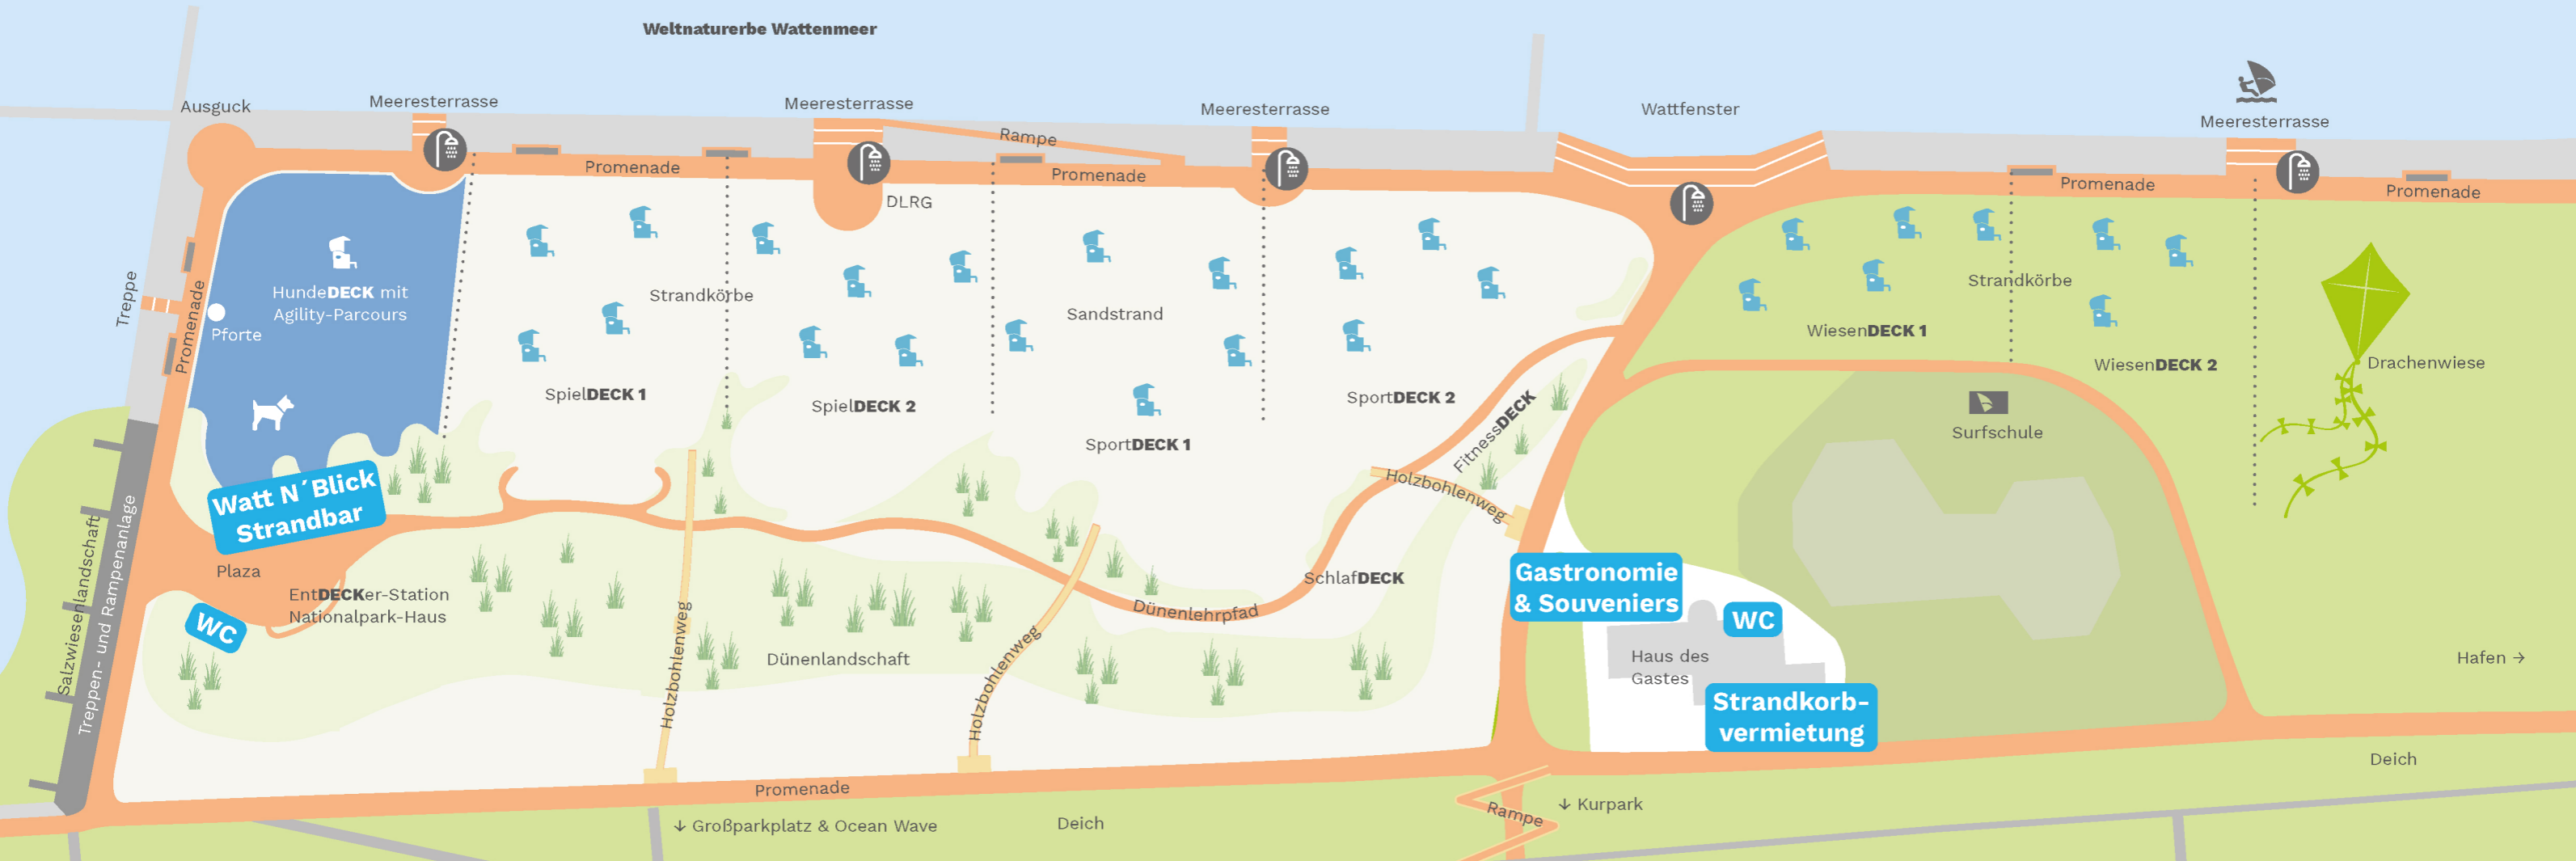 Weltnaturerbe Wattenmeer
Ausguck
Meeresterrasse
Meeresterrasse
Meeresterrasse
Wattfenster
Meeresterrasse
Rampe
Promenade
Promenade
Promenade
Promenade
DLRG
Treppe
Promenade
HundeDECK mit
Agility-Parcours
Pforte
Strandkörbe
Sandstrand
Strandkörbe
WiesenDECK 1
WiesenDECK 2
Drachenwiese
SpielDECK 1
SpielDECK 2
SportDECK 1
SportDECK 2
FitnessDECK
Surfschule
Holzbohlenweg
Watt N´Blick
Strandbar
Salzwiesenlandschaft
Treppen- und Rampenanlage
Plaza
EntDECKer-Station
Nationalpark-Haus
WC
SchlafDECK
Dünenlehrpfad
Gastronomie
& Souveniers
WC
Haus des
Gastes
Strandkorb-
vermietung
Holzbohlenweg
Dünenlandschaft
Holzbohlenweg
Hafen →
Deich
Promenade
↓ Großparkplatz & Ocean Wave
Deich
Rampe
↓ Kurpark